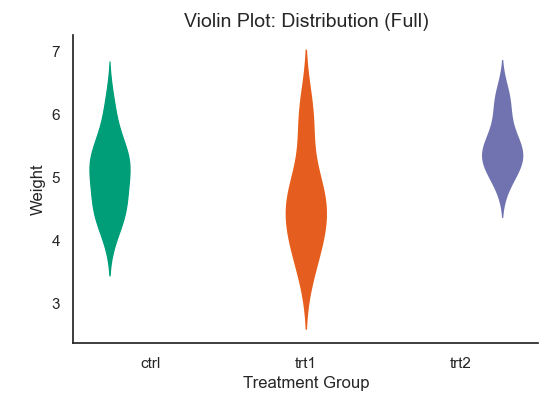 Violin Plot: Distribution (Full)
7
6
5
4
3
Weight
ctrl trt1 trt2
Treatment Group